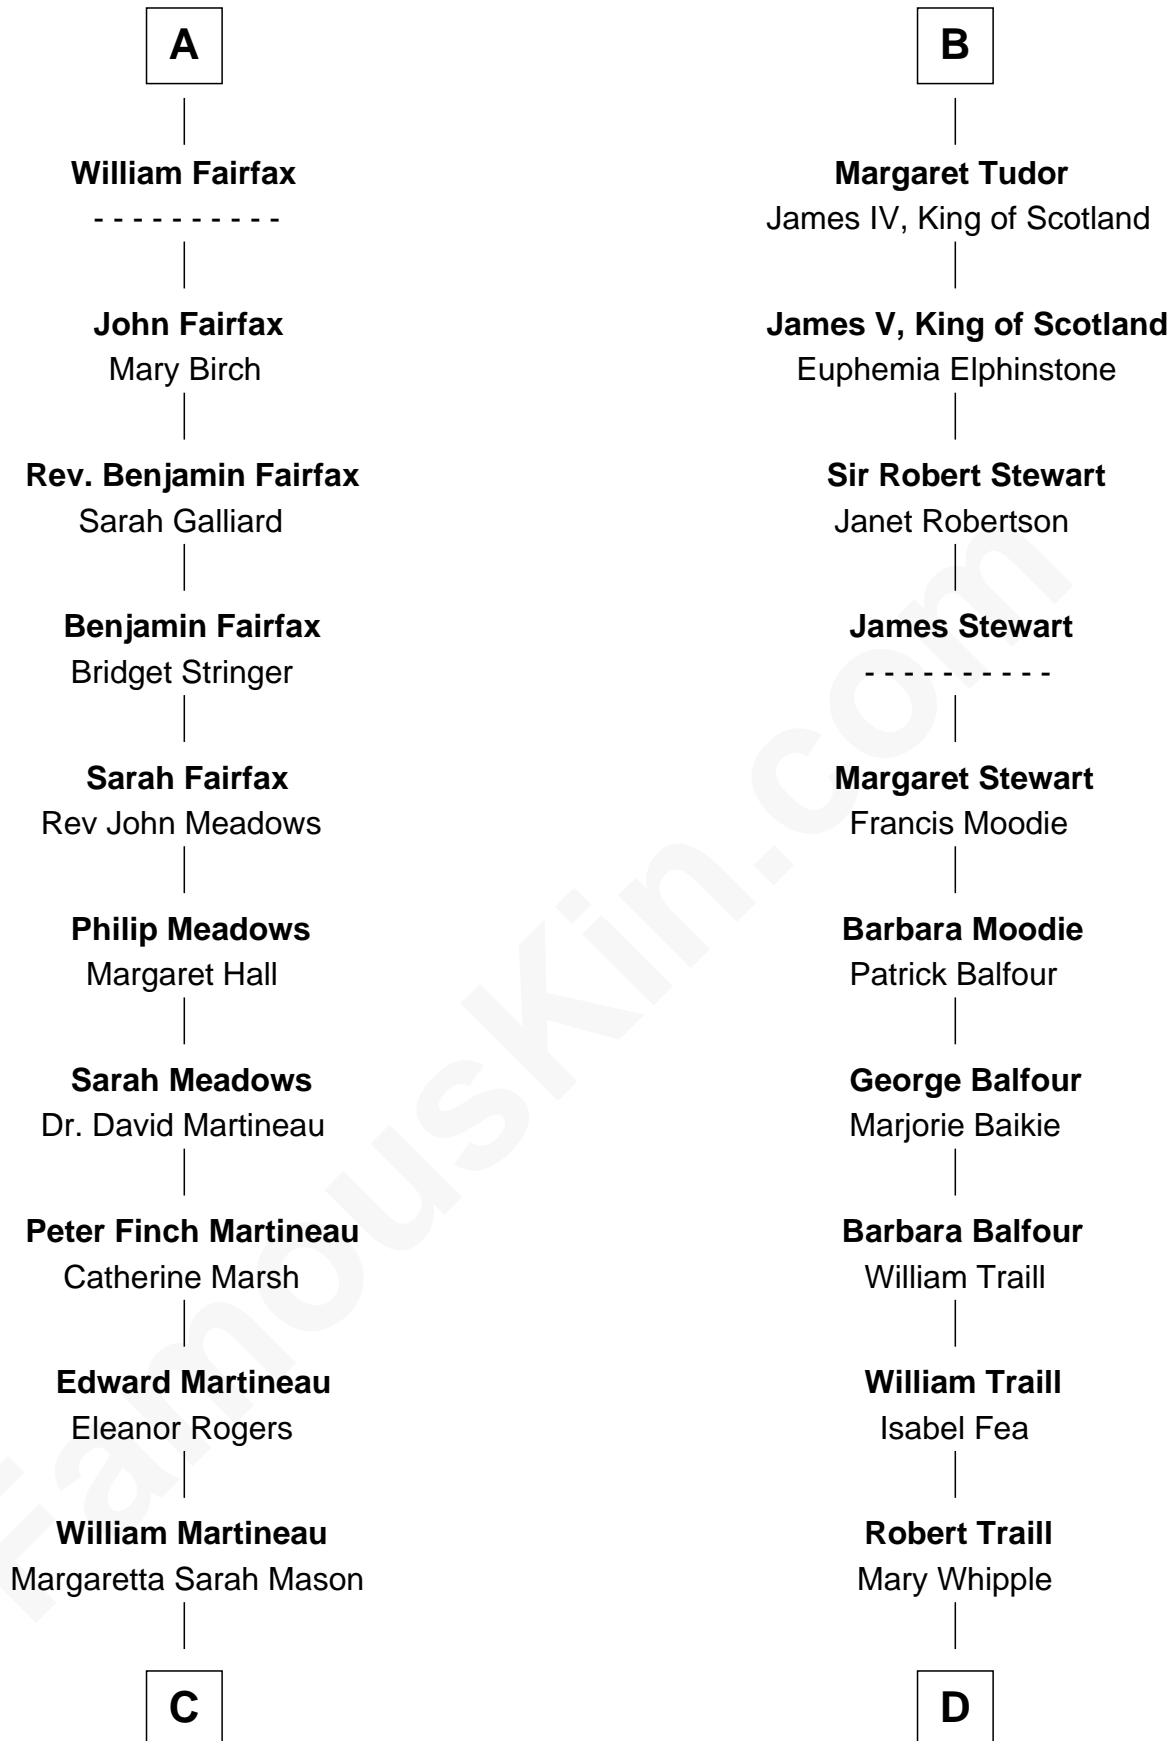 A
William Fairfax
- - - - - - - - - -
John Fairfax
Mary Birch
Rev. Benjamin Fairfax
Sarah Galliard
Benjamin Fairfax
Bridget Stringer
Sarah Fairfax
Rev John Meadows
Philip Meadows
Margaret Hall
Sarah Meadows
Dr. David Martineau
Peter Finch Martineau
Catherine Marsh
Edward Martineau
Eleanor Rogers
William Martineau
Margaretta Sarah Mason
C
B
Margaret Tudor
James IV, King of Scotland
James V, King of Scotland
Euphemia Elphinstone
Sir Robert Stewart
Janet Robertson
James Stewart
- - - - - - - - - -
Margaret Stewart
Francis Moodie
Barbara Moodie
Patrick Balfour
George Balfour
Marjorie Baikie
Barbara Balfour
William Traill
William Traill
Isabel Fea
Robert Traill
Mary Whipple
D
FamousKin.com